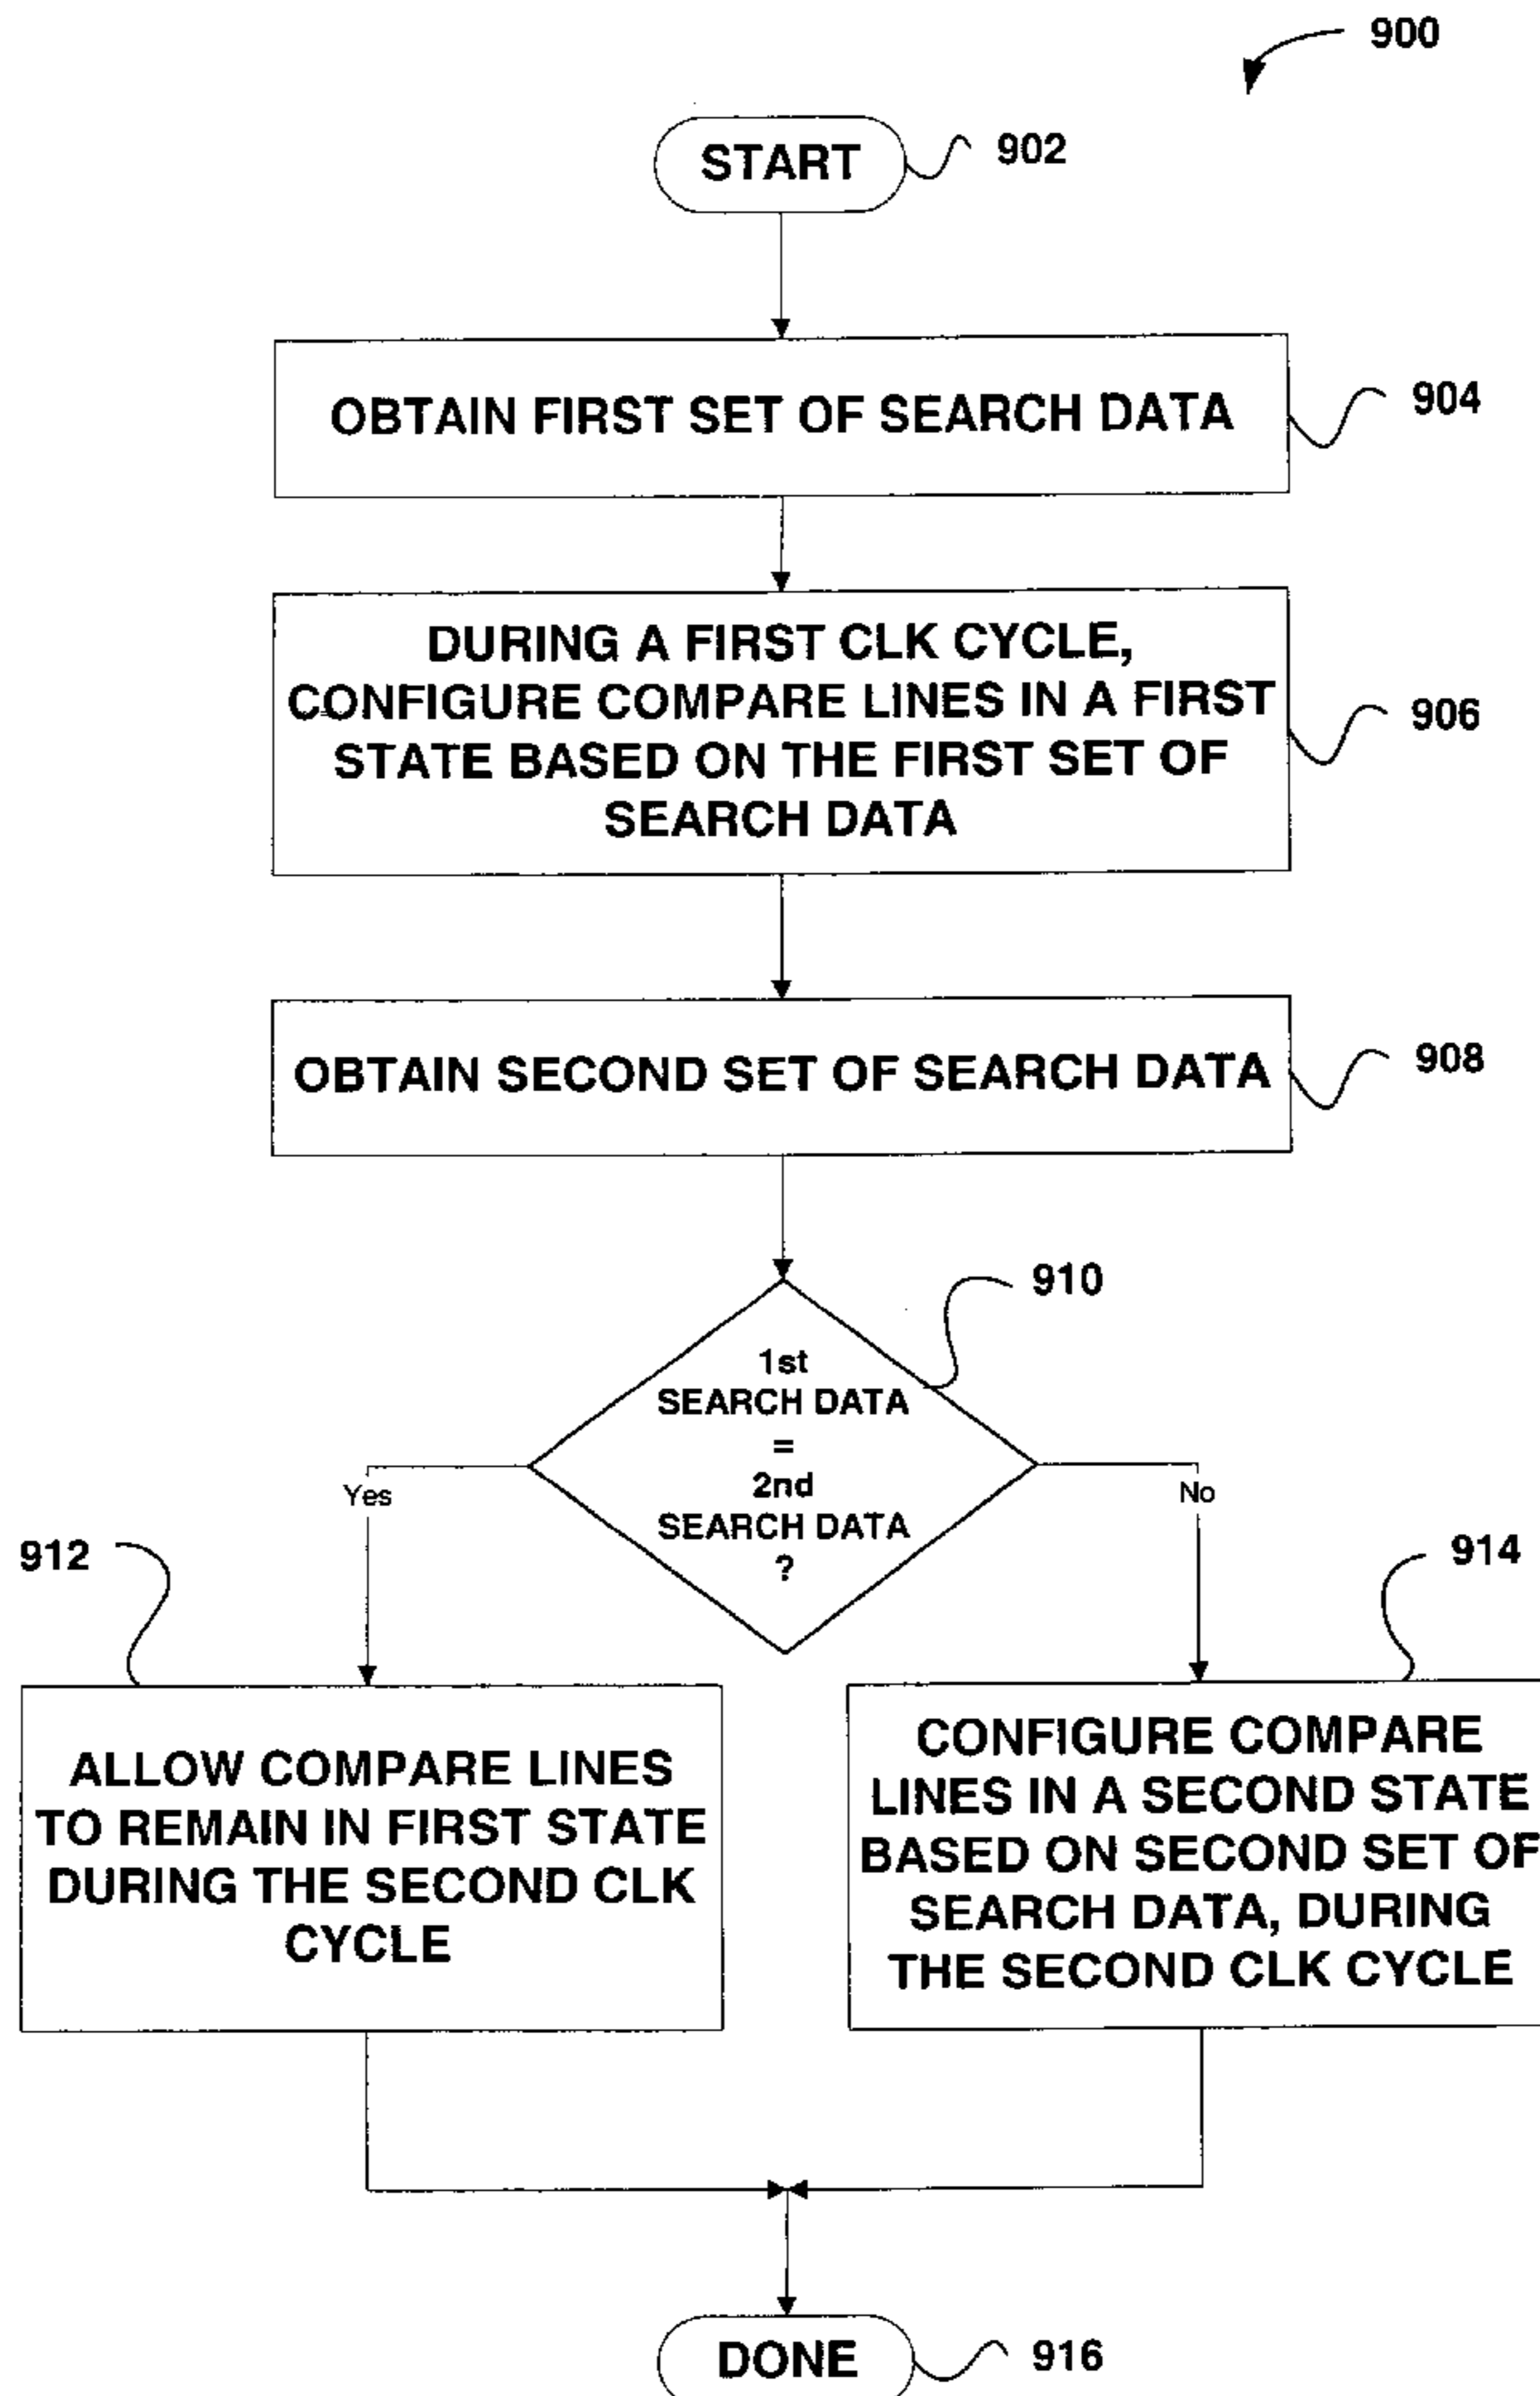 900
START
902
OBTAIN FIRST SET OF SEARCH DATA
904
DURING A FIRST CLK CYCLE,
CONFIGURE COMPARE LINES IN A FIRST
STATE BASED ON THE FIRST SET OF
SEARCH DATA
906
OBTAIN SECOND SET OF SEARCH DATA
908
910
1st
SEARCH DATA
=
2nd
SEARCH DATA
?
Yes
No
912
914
ALLOW COMPARE LINES
TO REMAIN IN FIRST STATE
DURING THE SECOND CLK
CYCLE
CONFIGURE COMPARE
LINES IN A SECOND STATE
BASED ON SECOND SET OF
SEARCH DATA, DURING
THE SECOND CLK CYCLE
DONE
916